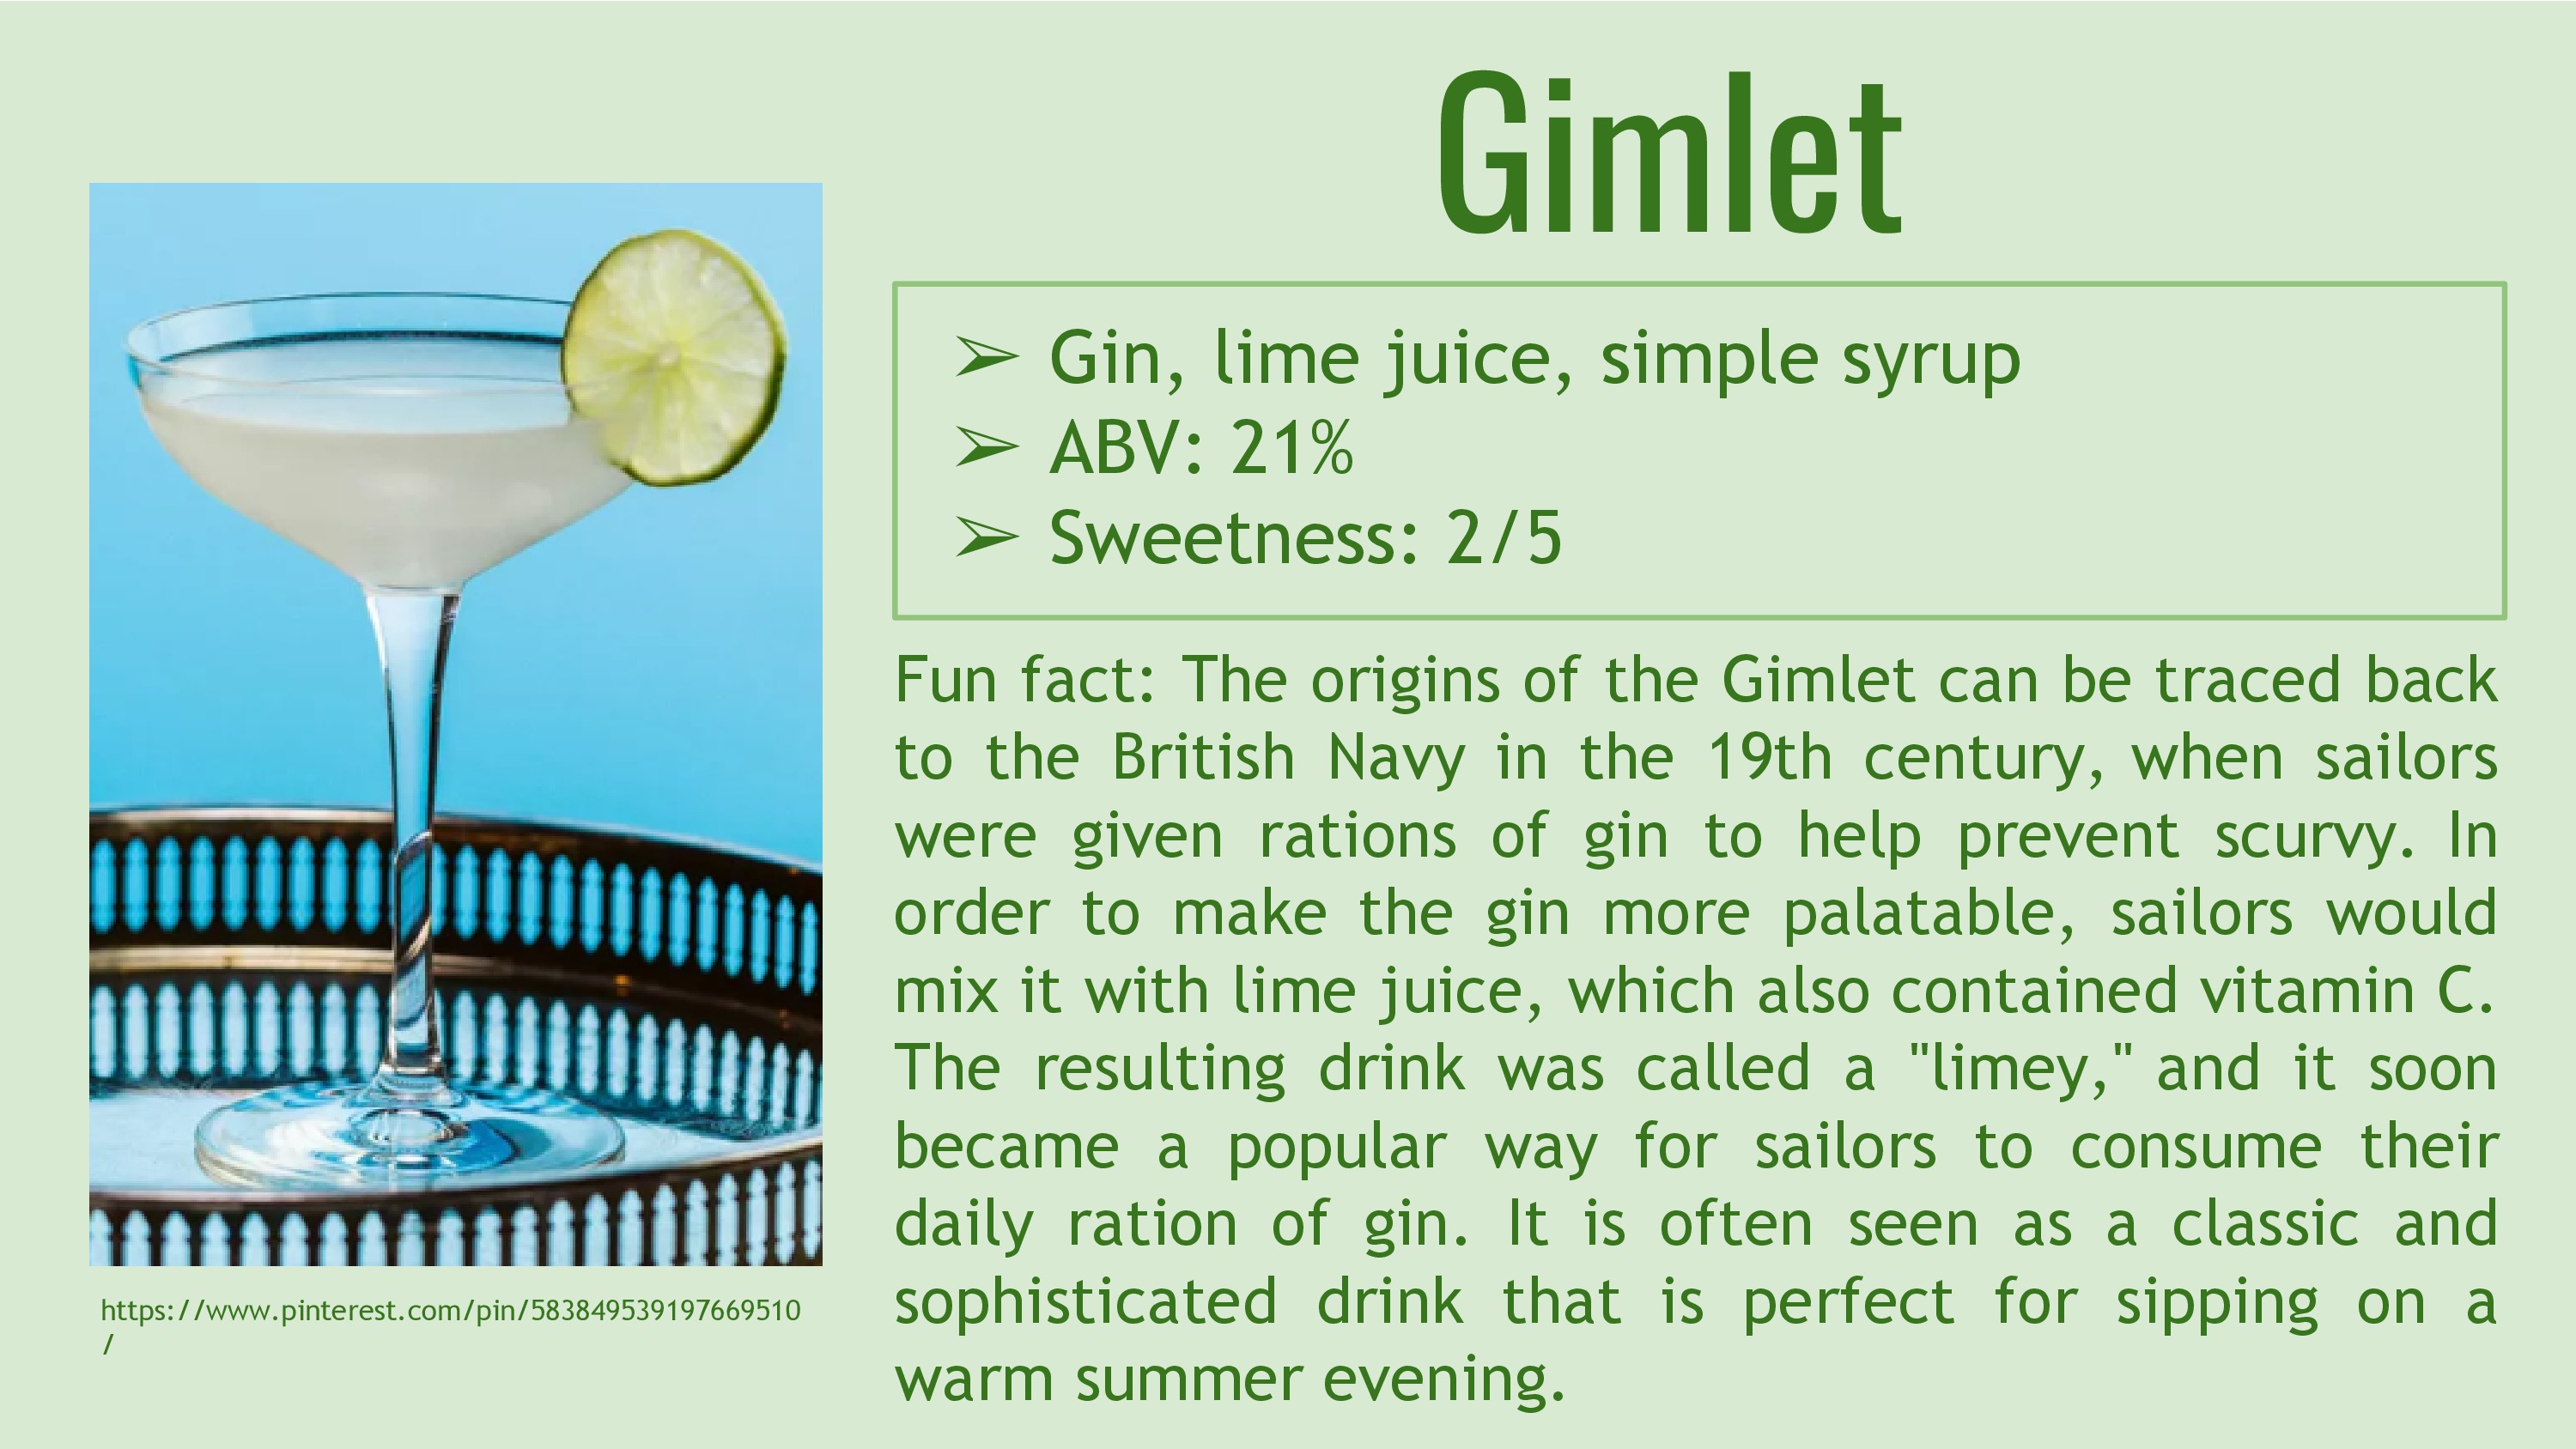 Gimlet
➢ Gin, lime juice, simple syrup
➢ ABV: 21%
➢ Sweetness: 2/5
Fun fact: The origins of the Gimlet can be traced back
to the British Navy in the 19th century, when sailors
were given rations of gin to help prevent scurvy. In
order to make the gin more palatable, sailors would
mix it with lime juice, which also contained vitamin C.
The resulting drink was called a "limey," and it soon
became a popular way for sailors to consume their
daily ration of gin. It is often seen as a classic and
sophisticated drink that is perfect for sipping on a
warm summer evening.
https://www.pinterest.com/pin/583849539197669510
/